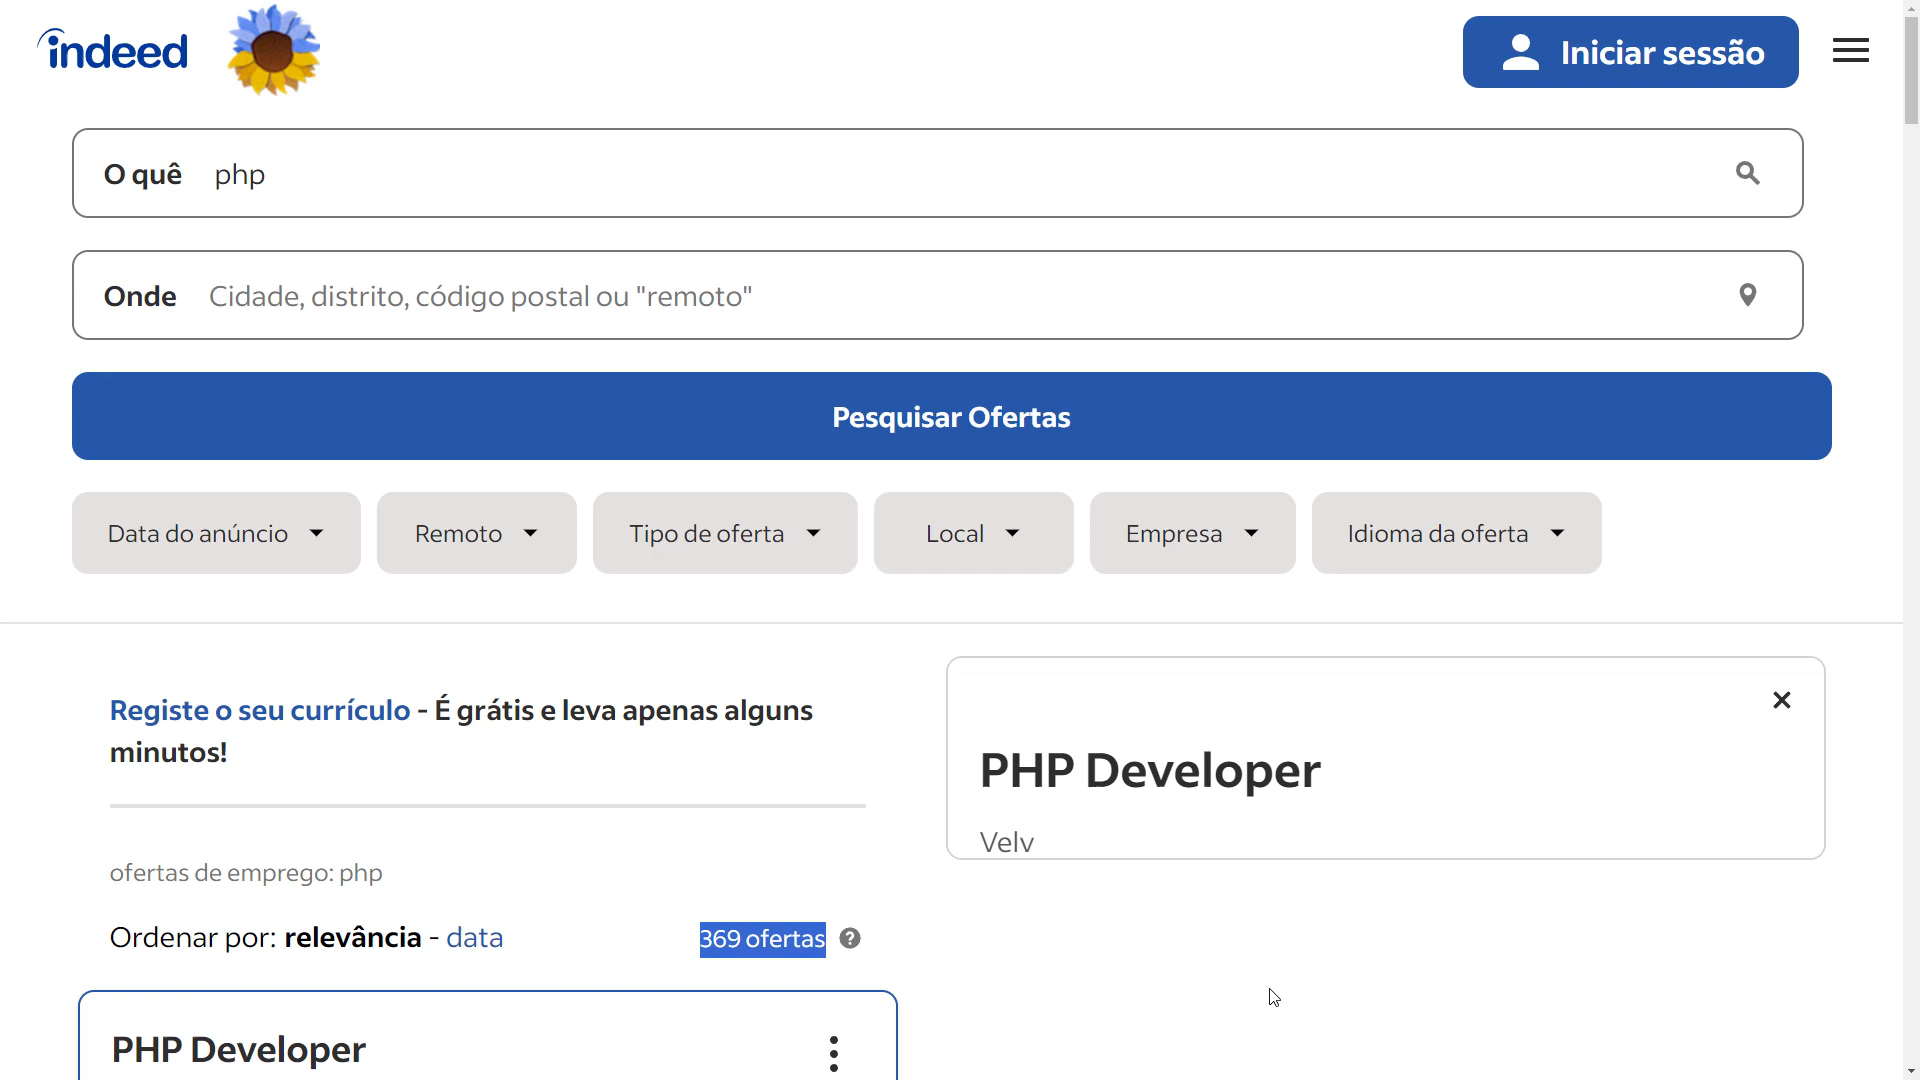 indeed
Iniciar sessão
O quê php
Onde Cidade, distrito, código postal ou "remoto"
Pesquisar Ofertas
Data do anúncio
Remoto
Tipo de oferta
Local
Empresa
Idioma da oferta
Registe o seu currículo - É grátis e leva apenas alguns
minutos!
ofertas de emprego: php
Ordenar por: relevância - data
369 ofertas
PHP Developer
PHP Developer
Velv